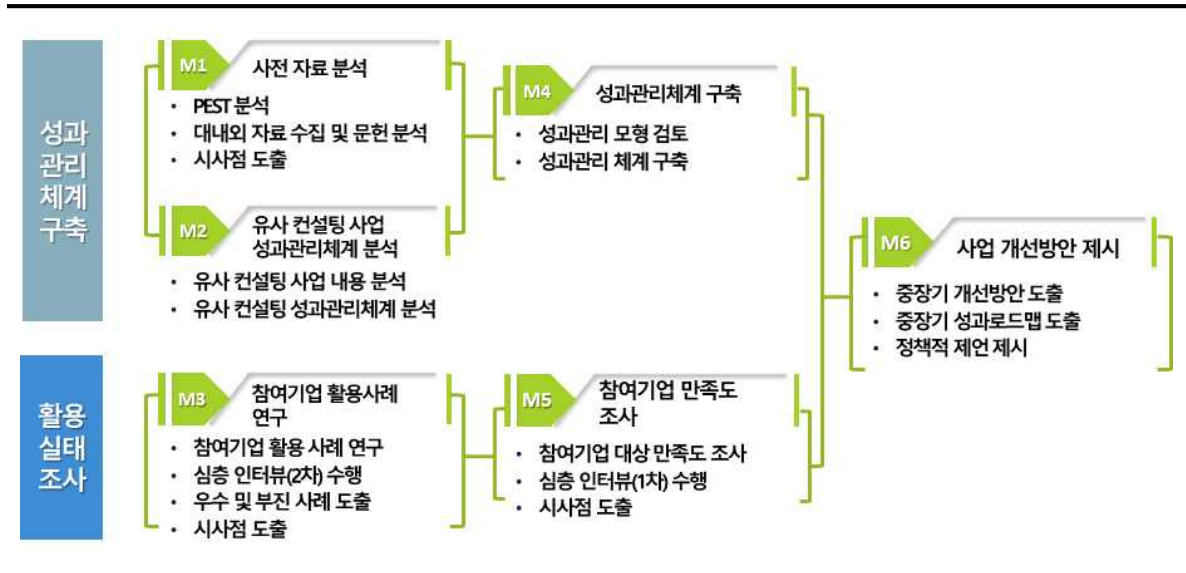 성과
관리
체계
구축
M1
사전 자료 분석
• PEST 분석
• 대내외 자료 수집 및 문헌 분석
• 시사점 도출
M2
유사 컨설팅 사업
성과관리체계 분석
• 유사 컨설팅 사업 내용 분석
• 유사 컨설팅 성과관리체계 분석
M4
성과관리체계 구축
• 성과관리 모형 검토
• 성과관리 체계 구축
활용
실태
조사
M3
참여기업 활용사례
연구
• 참여기업 활용 사례 연구
• 심층 인터뷰(2차) 수행
• 우수 및 부진 사례 도출
• 시사점 도출
M5
참여기업 만족도
조사
• 참여기업 대상 만족도 조사
• 심층 인터뷰(1차) 수행
• 시사점 도출
M6
사업 개선방안 제시
• 중장기 개선방안 도출
• 중장기 성과로드맵 도출
• 정책적 제언 제시